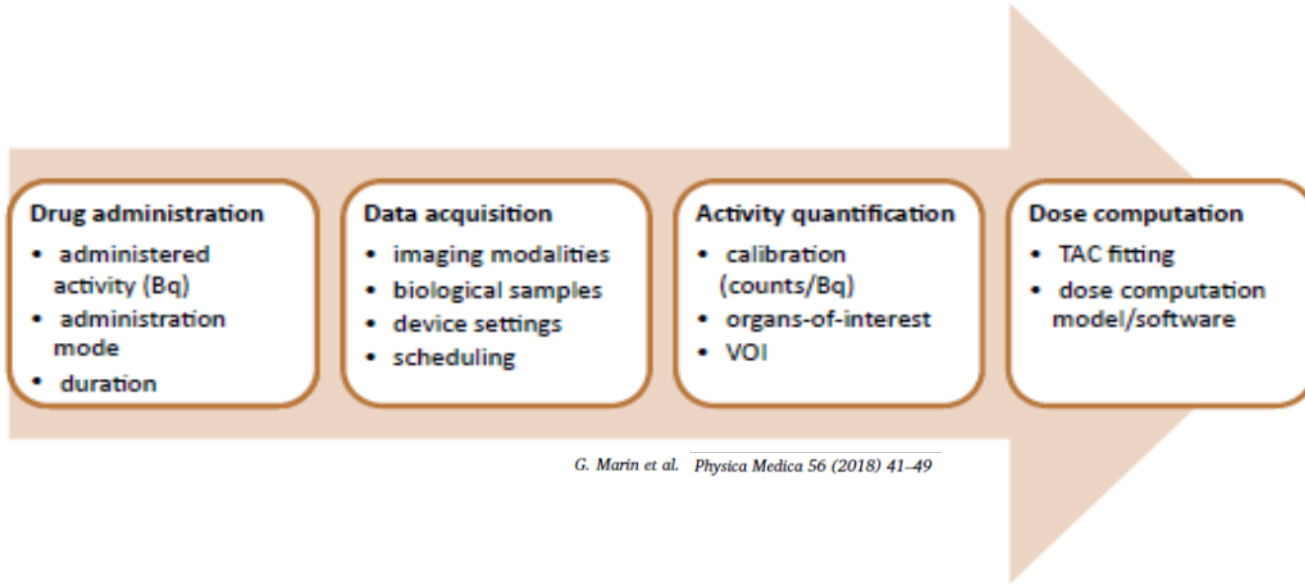 Drug administration
• administered
activity (Bq)
• administration
mode
• duration
Data acquisition
• imaging modalities
• biological samples
• device settings
• scheduling
Activity quantification
• calibration
(counts/Bq)
• organs-of-interest
• VOI
Dose computation
• TAC fitting
• dose computation
model/software
G. Marin et al. Physica Medica 56 (2018) 41–49